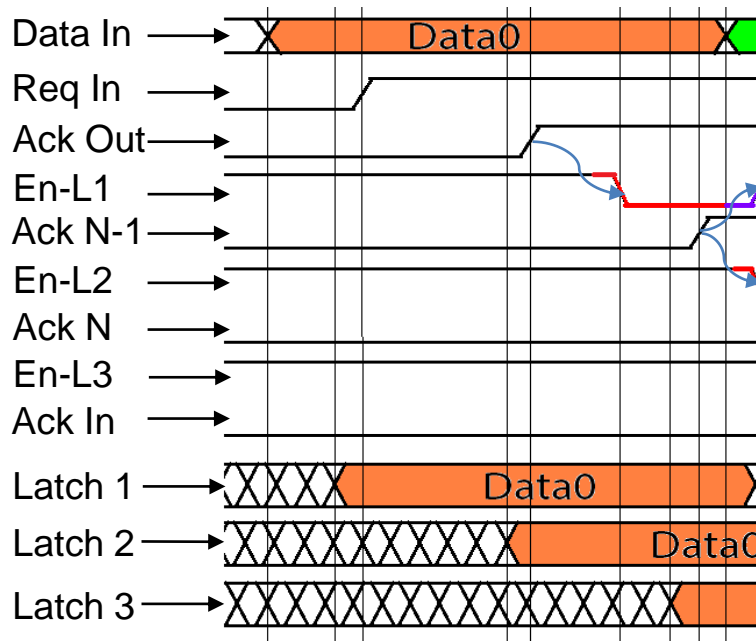 Data In
Data0
Req In
Ack Out
En-L1
Ack N-1
En-L2
Ack N
En-L3
Ack In
Latch 1
Data0
Latch 2
Data0
Latch 3